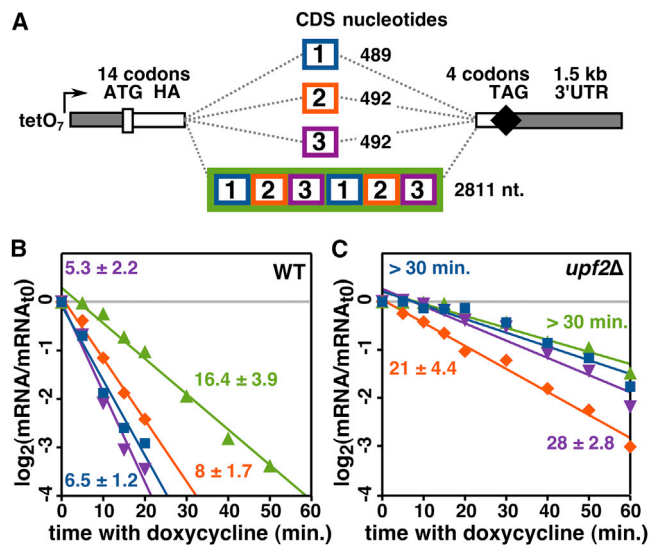 A
CDS nucleotides
1
489
14 codons
ATG HA
2
492
4 codons
TAG
1.5 kb
3'UTR
tetO7
3
492
1 2 3 1 2 3
2811 nt.
B
5.3 ± 2.2
WT
0
-1
-2
-3
-4
16.4 ± 3.9
6.5 ± 1.2
8 ± 1.7
log2(mRNA/mRNAt0)
0 10 20 30 40 50 60
time with doxycycline (min.)
C
> 30 min.
upf2Δ
0
-1
-2
-3
-4
> 30 min.
21 ± 4.4
28 ± 2.8
log2(mRNA/mRNAt0)
0 10 20 30 40 50 60
time with doxycycline (min.)